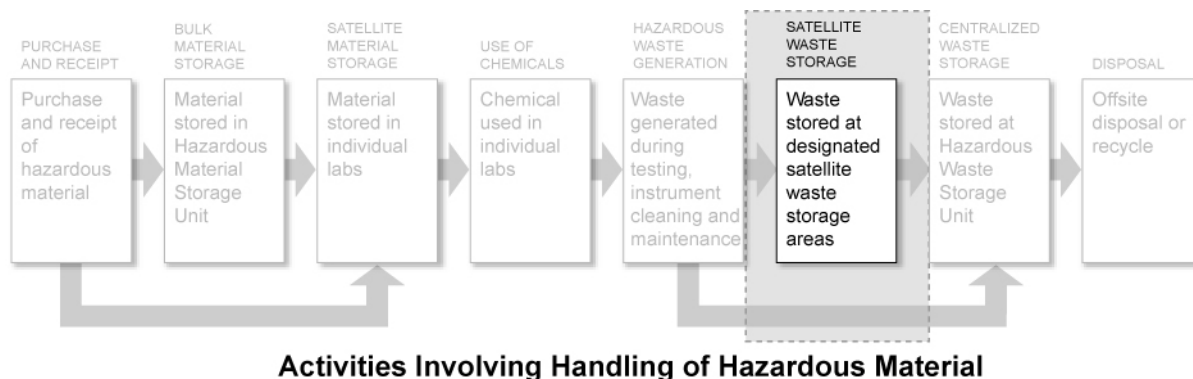 PURCHASE
AND RECEIPT
Purchase
and receipt
of
hazardous
material
BULK
MATERIAL
STORAGE
Material
stored in
Hazardous
Material
Storage
Unit
SATELLITE
MATERIAL
STORAGE
Material
stored in
individual
labs
USE OF
CHEMICALS
Chemical
used in
individual
labs
HAZARDOUS
WASTE
GENERATION
Waste
generated
during
testing,
instrument
cleaning and
maintenance
SATELLITE
WASTE
STORAGE
Waste
stored at
designated
satellite
waste
storage
areas
CENTRALIZED
WASTE
STORAGE
Waste
stored at
Hazardous
Waste
Storage
Unit
DISPOSAL
Offsite
disposal or
recycle
Activities Involving Handling of Hazardous Material